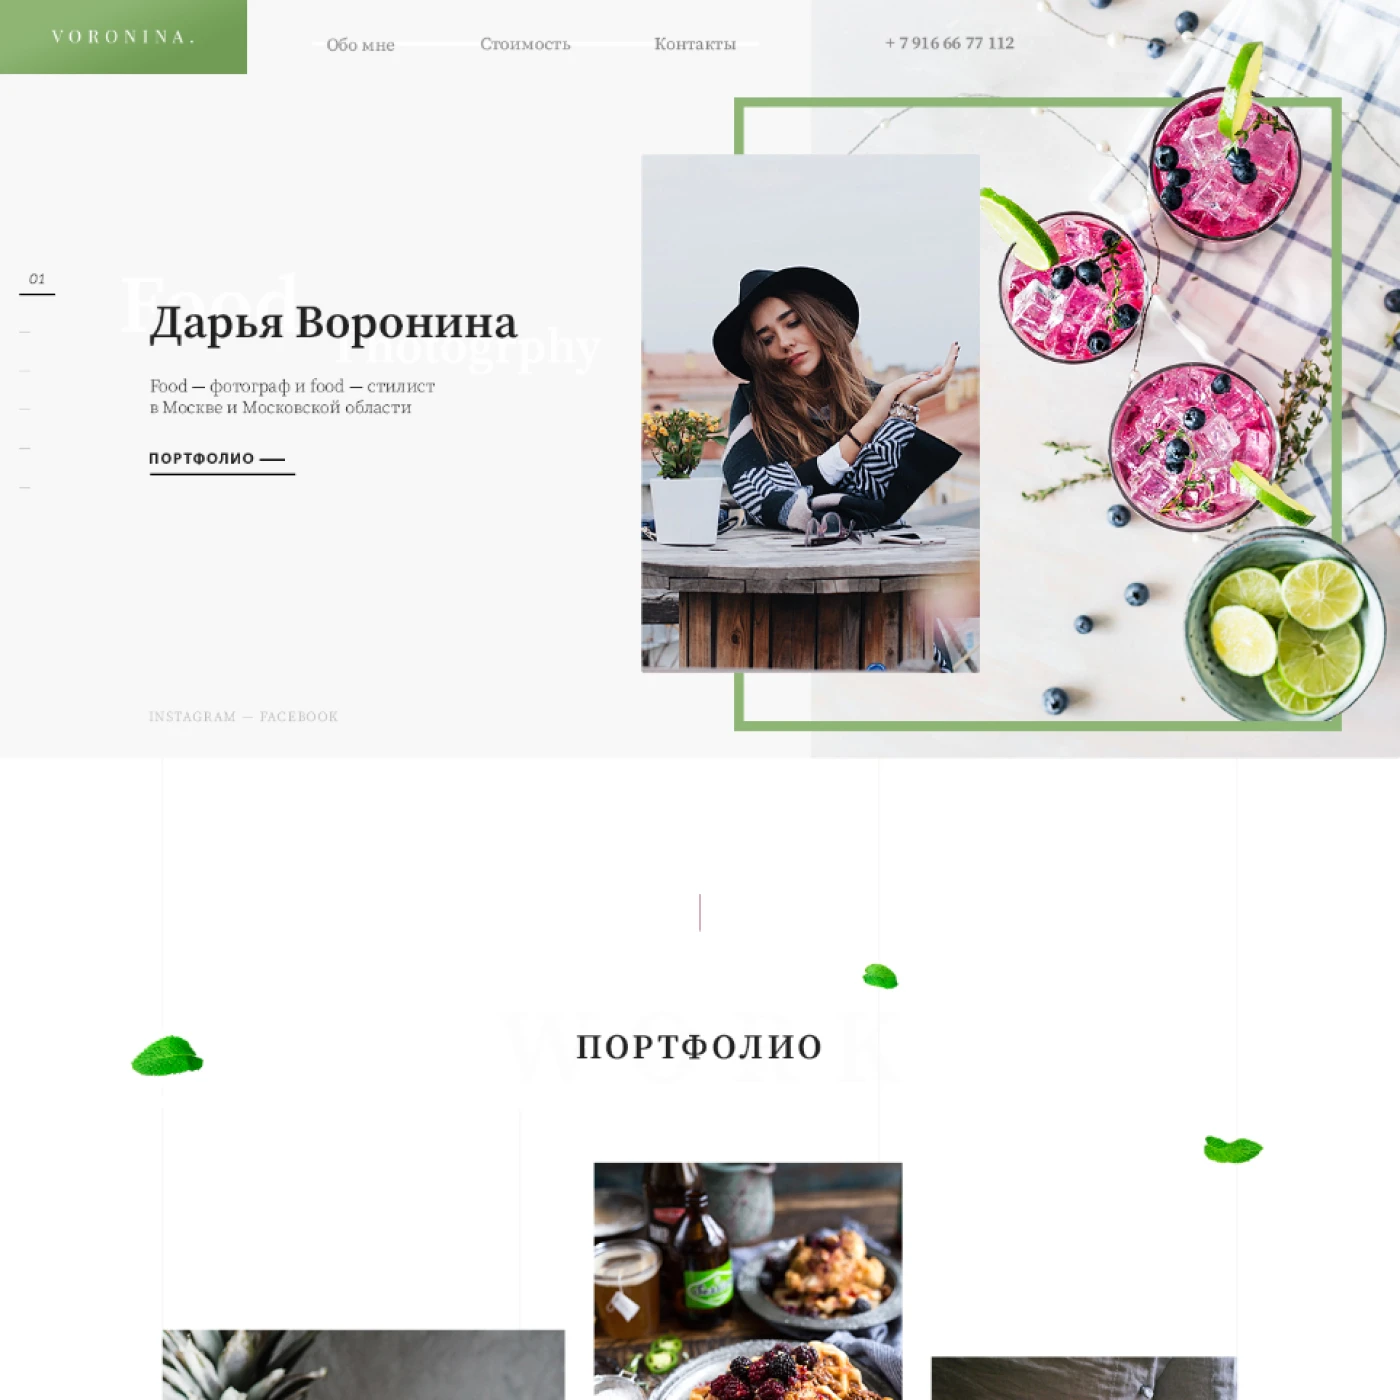 VORONINA.
Обо мне
Стоимость
Контакты
+ 7 916 66 77 112
01
Food
Photogrphy
Дарья Воронина
Food — фотограф и food — стилист
в Москве и Московской области
ПОРТФОЛИО —
INSTAGRAM — FACEBOOK
WORK
ПОРТФОЛИО